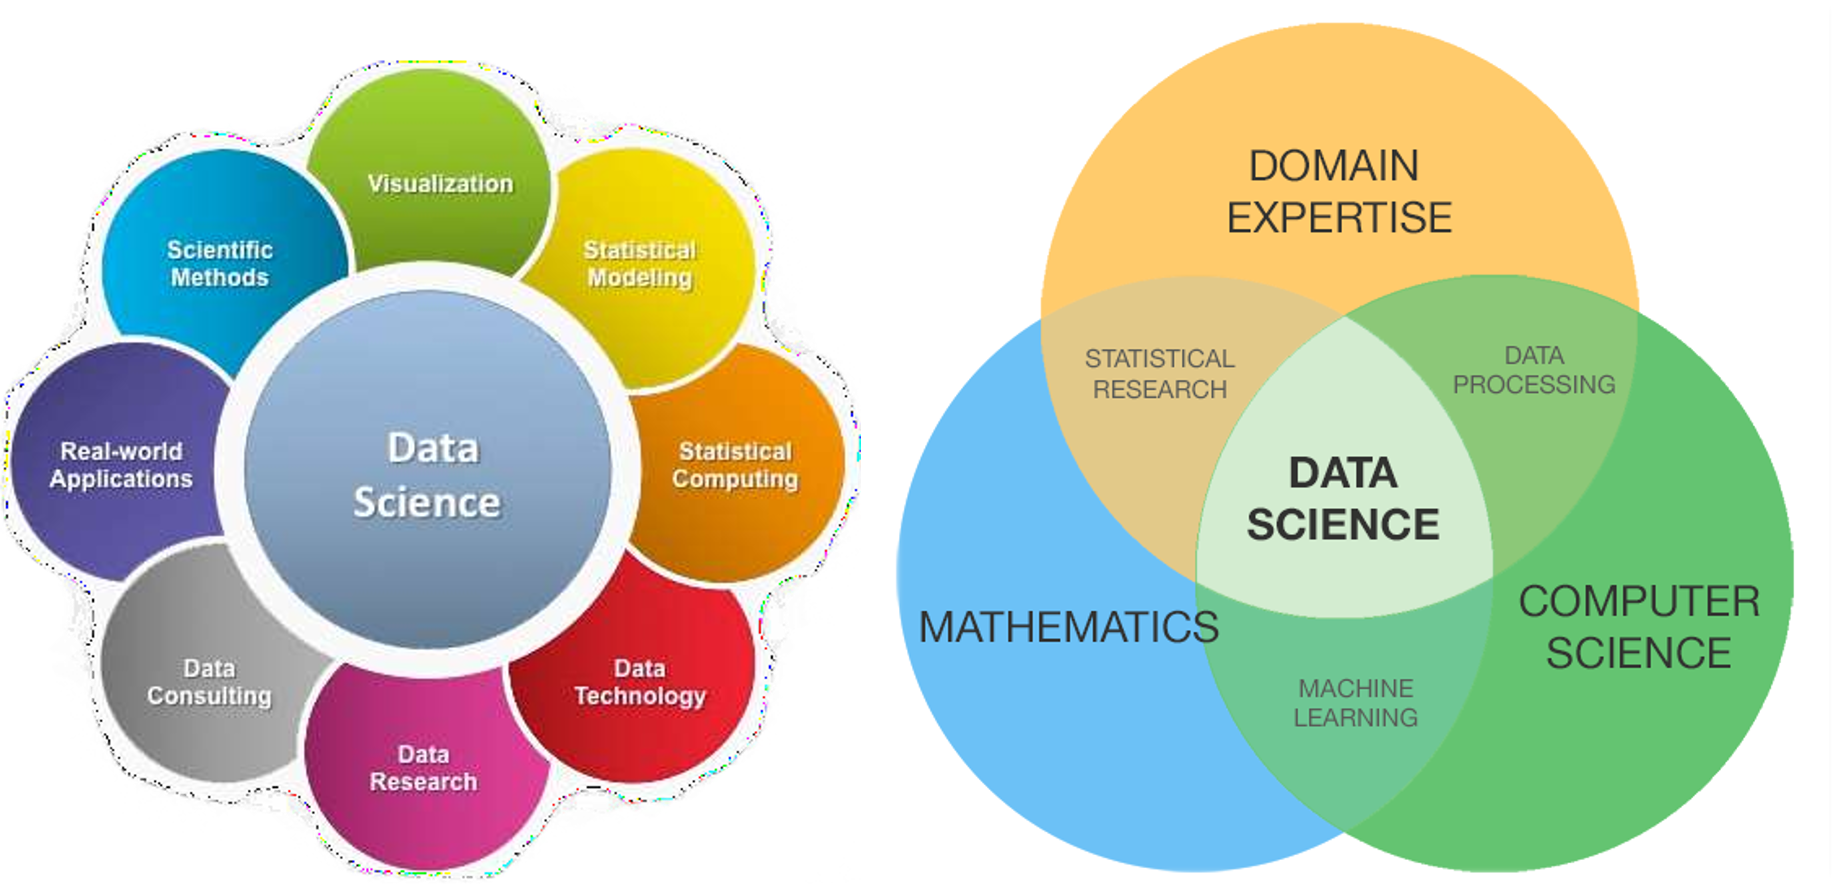 Visualization
Statistical
Modeling
Statistical
Computing
Data
Technology
Data
Research
Data
Consulting
Real-world
Applications
Scientific
Methods
Data
Science
DOMAIN
EXPERTISE
STATISTICAL
RESEARCH
DATA
PROCESSING
DATA
SCIENCE
MATHEMATICS
COMPUTER
SCIENCE
MACHINE
LEARNING